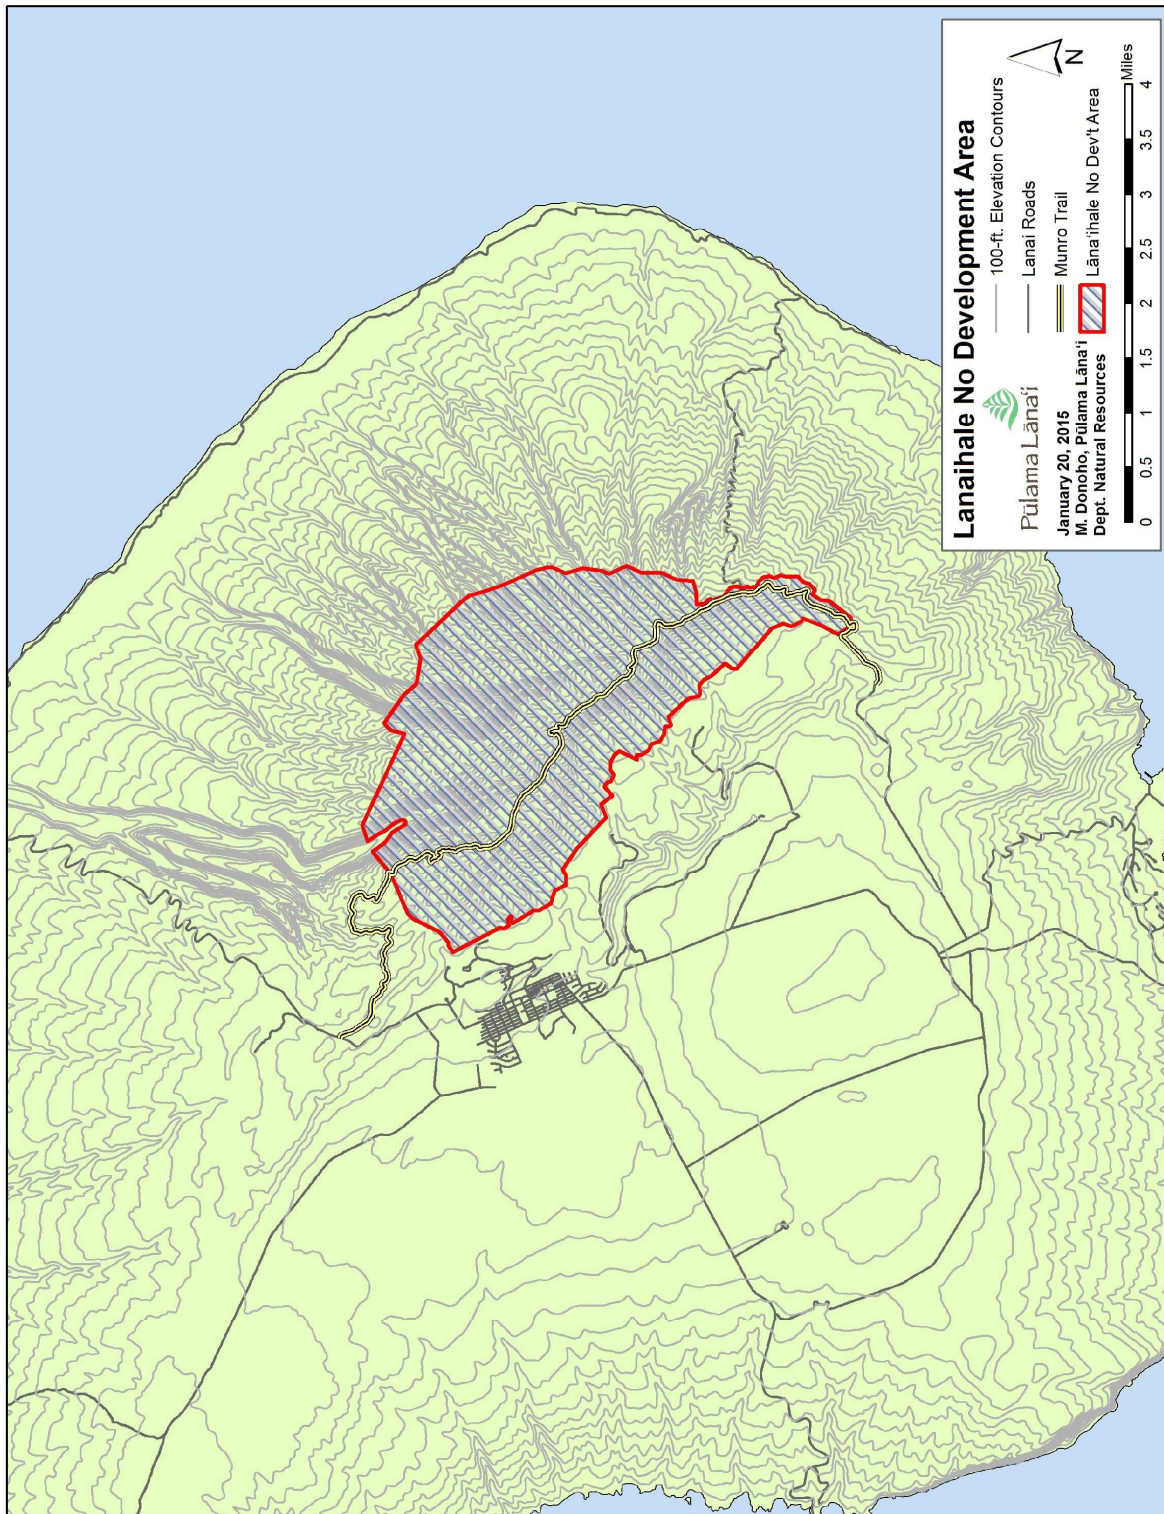 Lanaihale No Development Area
Pūlama Lāna'i
January 20, 2015
M. Donoho, Pūlama Lāna'i
Dept. Natural Resources
100-ft. Elevation Contours
Lanai Roads
Munro Trail
Lāna'ihale No Dev't Area
N
0 0.5 1 1.5 2 2.5 3 3.5 4
Miles